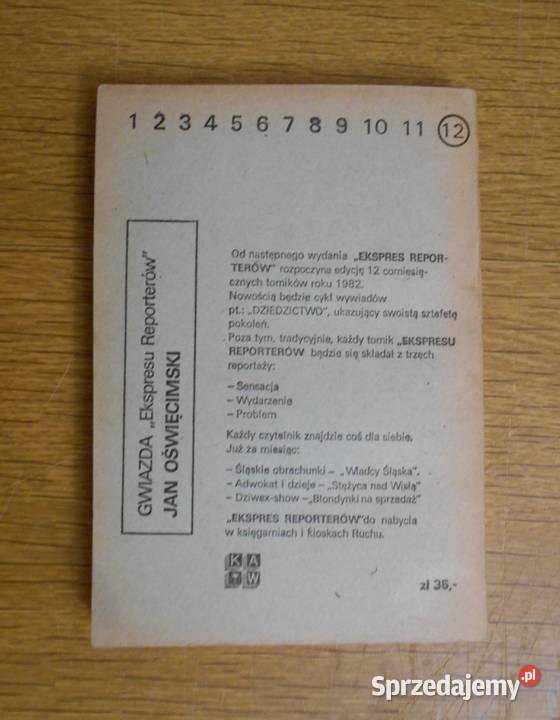 1 2 3 4 5 6 7 8 9 10 11 12
GWIAZDA „Ekspresu Reporterów”
JAN OŚWIĘCIMSKI
Od następnego wydania „EKSPRES REPOR-
TERÓW” rozpoczyna edycję 12 comiesię-
cznych tomików roku 1982.
Nowością będzie cykl wywiadów
pt.: „DZIEDZICTWO”, ukazujący swoistą sztafetę
pokoleń.
Poza tym, tradycyjnie, każdy tomik „EKSPRESU
REPORTERÓW będzie się składał z trzech
reportaży:
– Sensacja
– Wydarzenie
– Problem
Każdy czytelnik znajdzie coś dla siebie.
Już za miesiąc:
– Śląskie obrachunki – „Władcy Śląska”.
– Adwokat i dzieje – „Stężyca nad Wisłą”
– Dziwex-show –„Blondynki na sprzedaż”
„EKSPRES REPORTERÓW”do nabycia
w księgarniach i kioskach Ruchu.
KAW
zł 35,-
Sprzedajemy.pl